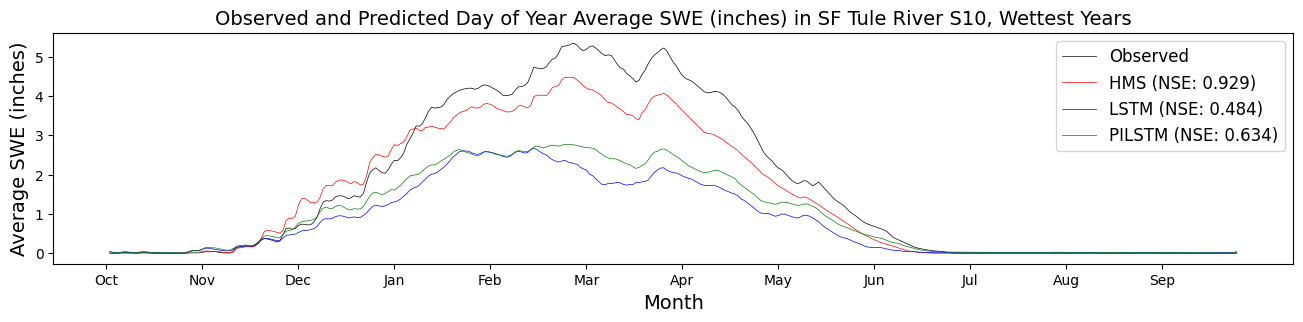 Observed and Predicted Day of Year Average SWE (inches) in SF Tule River S10, Wettest Years
Average SWE (inches)
5
4
3
2
1
0
Observed
HMS (NSE: 0.929)
LSTM (NSE: 0.484)
PILSTM (NSE: 0.634)
Oct Nov Dec Jan Feb Mar Apr May Jun Jul Aug Sep
Month